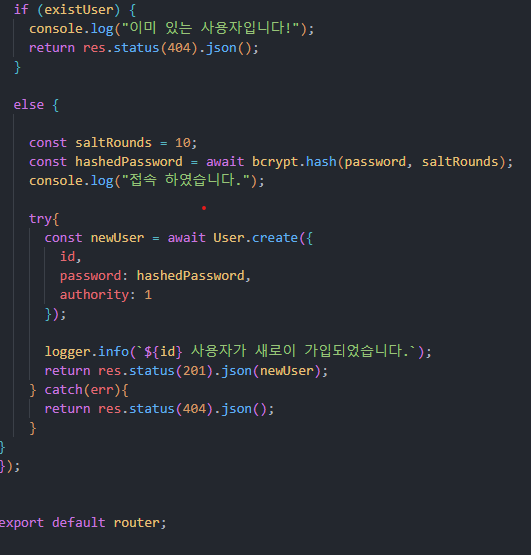 if (existUser) {
console.log("이미 있는 사용자입니다!");
return res.status(404).json();
}
else {
const saltRounds = 10;
const hashedPassword = await bcrypt.hash(password, saltRounds);
console.log("접속 하였습니다.");
try{
const newUser = await User.create({
id,
password: hashedPassword,
authority: 1
});
logger.info(`${id} 사용자가 새로이 가입되었습니다.`);
return res.status(201).json(newUser);
} catch(err){
return res.status(404).json();
}
}
});
export default router;